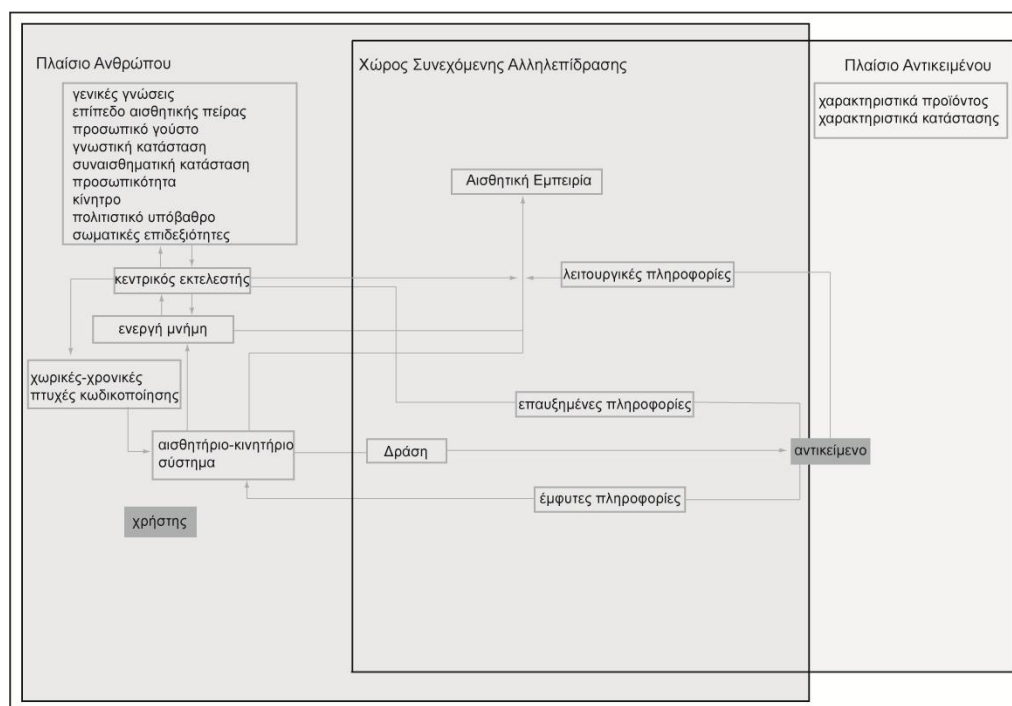 Πλαίσιο Ανθρώπου
γενικές γνώσεις
επίπεδο αισθητικής πείρας
προσωπικό γούστο
γνωστική κατάσταση
συναισθηματική κατάσταση
προσωπικότητα
κίνητρο
πολιτιστικό υπόβαθρο
σωματικές επιδεξιότητες
κεντρικός εκτελεστής
ενεργή μνήμη
χωρικές-χρονικές
πτυχές κωδικοποίησης
αισθητήριο-κινητήριο
σύστημα
χρήστης
Χώρος Συνεχόμενης Αλληλεπίδρασης
Αισθητική Εμπειρία
λειτουργικές πληροφορίες
επαυξημένες πληροφορίες
Δράση
έμφυτες πληροφορίες
Πλαίσιο Αντικειμένου
χαρακτηριστικά προϊόντος
χαρακτηριστικά κατάστασης
αντικείμενο